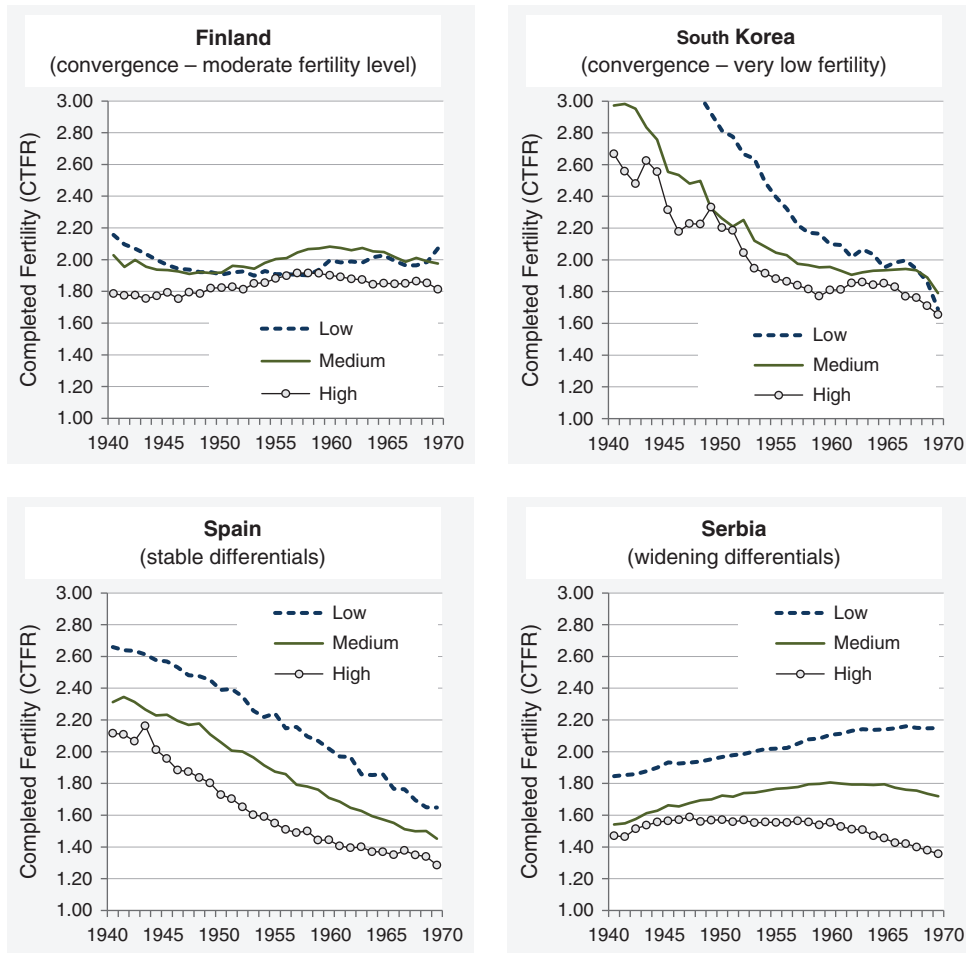 Finland
(convergence – moderate fertility level)
Completed Fertility (CTFR)
3.00
2.80
2.60
2.40
2.20
2.00
1.80
1.60
1.40
1.20
1.00
Low
Medium
High
1940 1945 1950 1955 1960 1965 1970
South Korea
(convergence – very low fertility)
Completed Fertility (CTFR)
3.00
2.80
2.60
2.40
2.20
2.00
1.80
1.60
1.40
1.20
1.00
Low
Medium
High
1940 1945 1950 1955 1960 1965 1970
Spain
(stable differentials)
Completed Fertility (CTFR)
3.00
2.80
2.60
2.40
2.20
2.00
1.80
1.60
1.40
1.20
1.00
Low
Medium
High
1940 1945 1950 1955 1960 1965 1970
Serbia
(widening differentials)
Completed Fertility (CTFR)
3.00
2.80
2.60
2.40
2.20
2.00
1.80
1.60
1.40
1.20
1.00
Low
Medium
High
1940 1945 1950 1955 1960 1965 1970